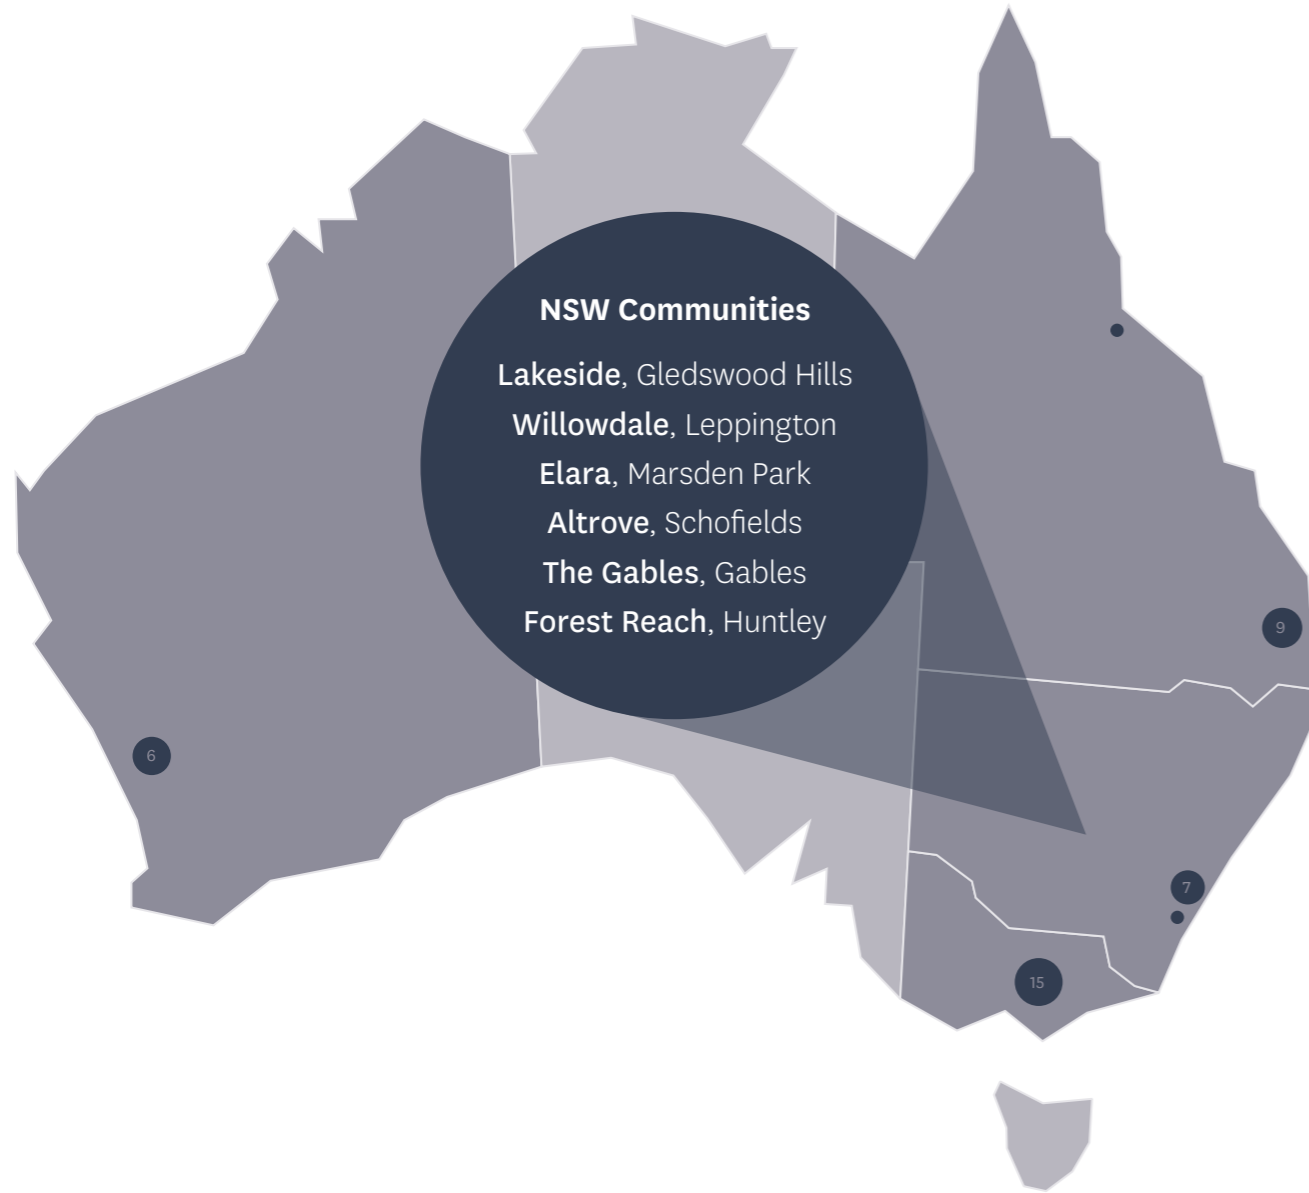 NSW Communities
Lakeside, Gledswood Hills
Willowdale, Leppington
Elara, Marsden Park
Altrove, Schofields
The Gables, Gables
Forest Reach, Huntley
9
6
7
15